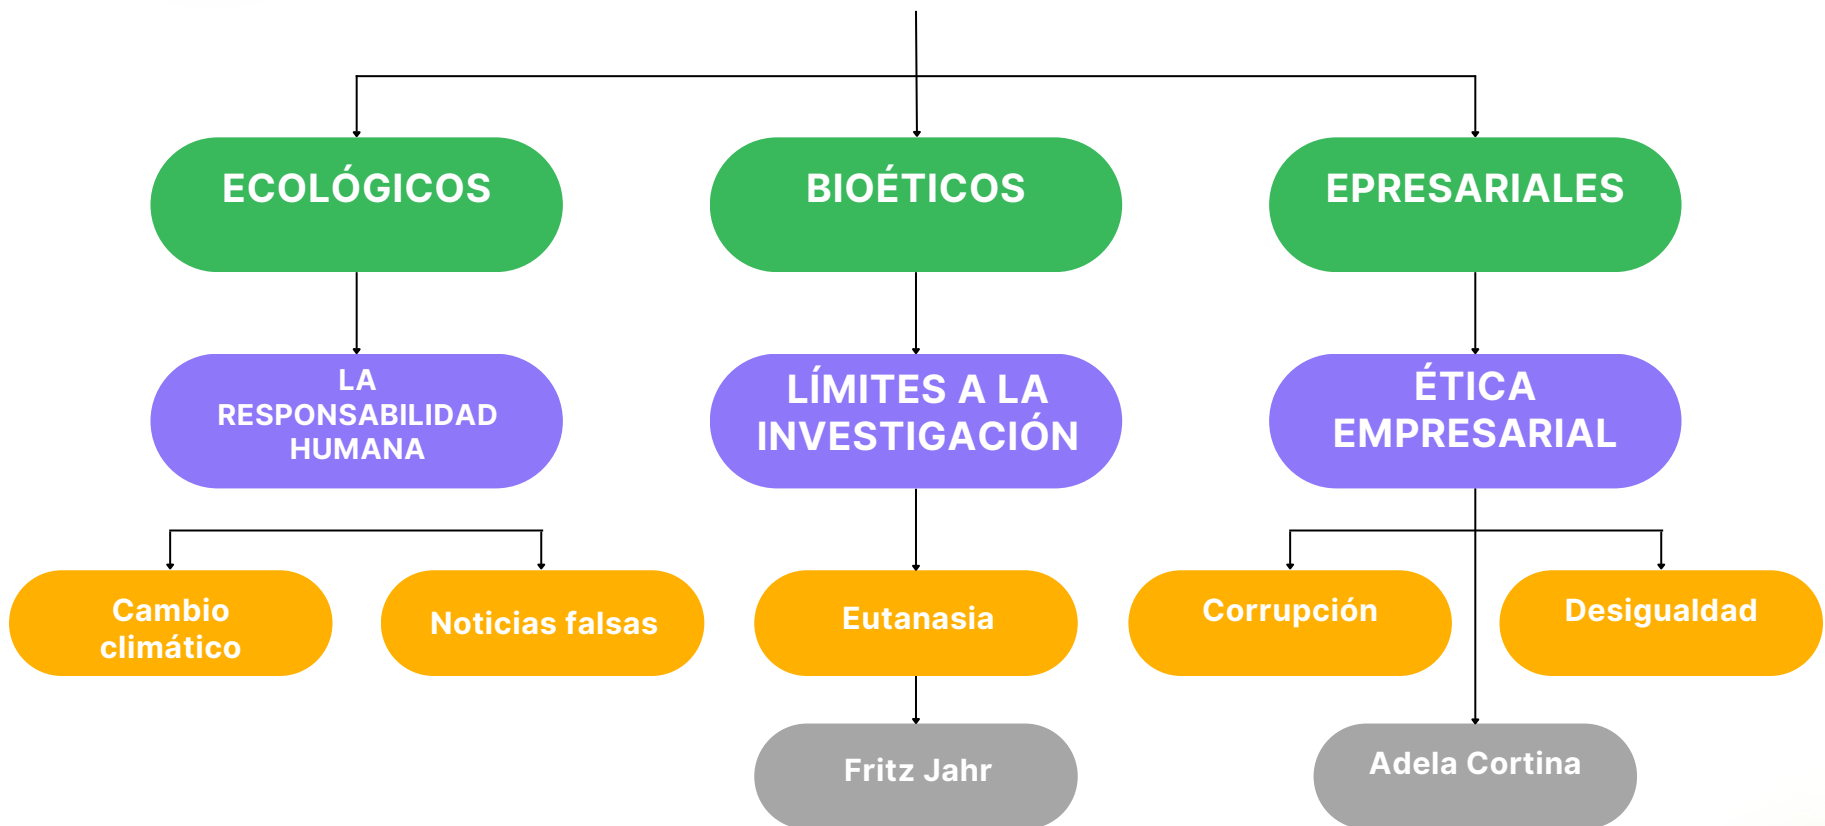 ECOLÓGICOS
BIOÉTICOS
EPRESARIALES
LA
RESPONSABILIDAD
HUMANA
LÍMITES A LA
INVESTIGACIÓN
ÉTICA
EMPRESARIAL
Cambio
climático
Noticias falsas
Eutanasia
Corrupción
Desigualdad
Fritz Jahr
Adela Cortina